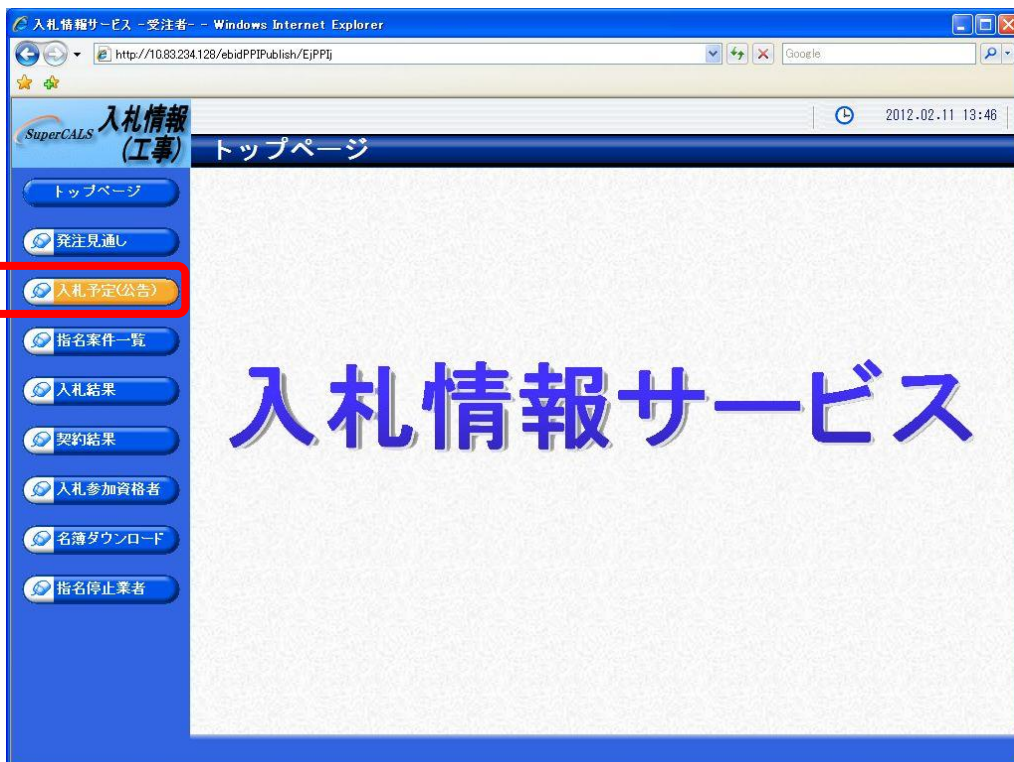 入札情報サービス -受注者- - Windows Internet Explorer
http://10.83.234.128/ebidPPIPublish/EjPPIj
Google
SuperCALS 入札情報
(工事)
2012.02.11 13:46
トップページ
トップページ
発注見通し
入札予定(公告)
指名案件一覧
入札結果
契約結果
入札参加資格者
名簿ダウンロード
指名停止業者
入札情報サービス